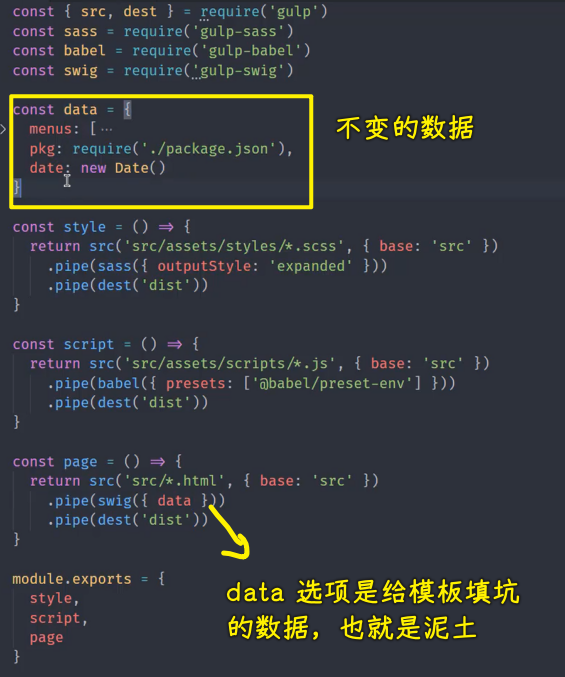 const { src, dest } = require('gulp')
const sass = require('gulp-sass')
const babel = require('gulp-babel')
const swig = require('gulp-swig')
const data = {
menus: [ ...
pkg: require('./package.json'),
date: new Date()
}
不变的数据
const style = () => {
return src('src/assets/styles/*.scss', { base: 'src' })
.pipe(sass({ outputStyle: 'expanded' }))
.pipe(dest('dist'))
}
const script = () => {
return src('src/assets/scripts/*.js', { base: 'src' })
.pipe(babel({ presets: ['@babel/preset-env'] }))
.pipe(dest('dist'))
}
const page = () => {
return src('src/*.html', { base: 'src' })
.pipe(swig({ data }))
.pipe(dest('dist'))
}
module.exports = {
style,
script,
page
}
data 选项是给模板填坑
的数据，也就是泥土